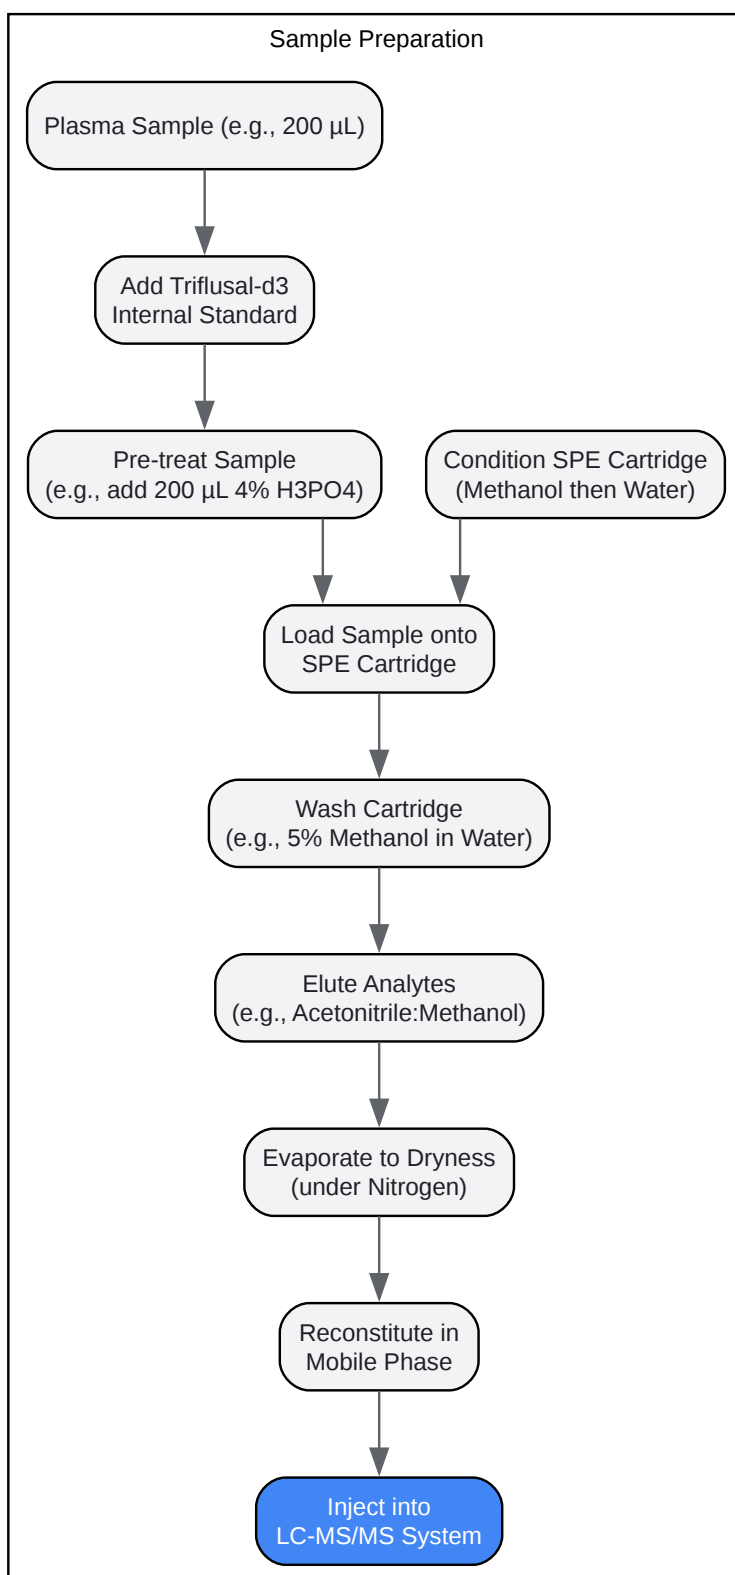 Sample Preparation
Plasma Sample (e.g., 200 µL)
Add Triflusal-d3
Internal Standard
Pre-treat Sample
(e.g., add 200 µL 4% H3PO4)
Condition SPE Cartridge
(Methanol then Water)
Load Sample onto
SPE Cartridge
Wash Cartridge
(e.g., 5% Methanol in Water)
Elute Analytes
(e.g., Acetonitrile:Methanol)
Evaporate to Dryness
(under Nitrogen)
Reconstitute in
Mobile Phase
Inject into
LC-MS/MS System